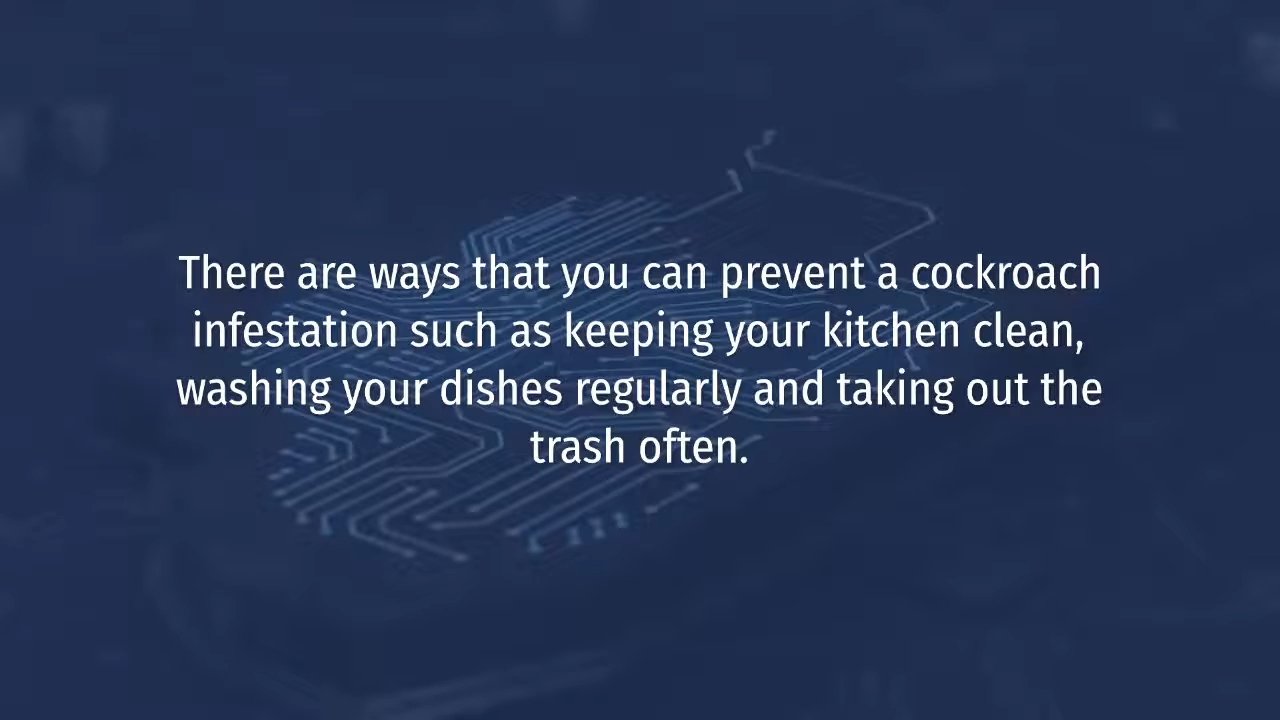 There are ways that you can prevent a cockroach
infestation such as keeping your kitchen clean,
washing your dishes regularly and taking out the
trash often.